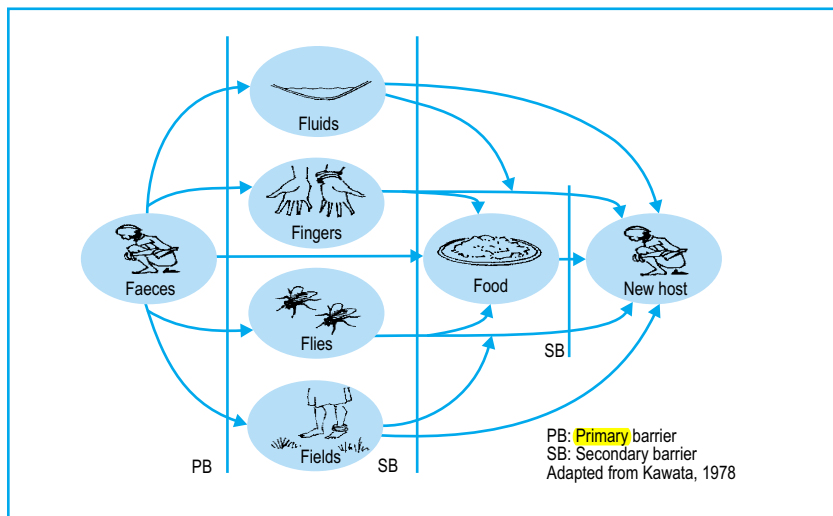 Fluids
Fingers
Faeces
Food
New host
Flies
SB
Fields
PB
SB
PB: Primary barrier
SB: Secondary barrier
Adapted from Kawata, 1978